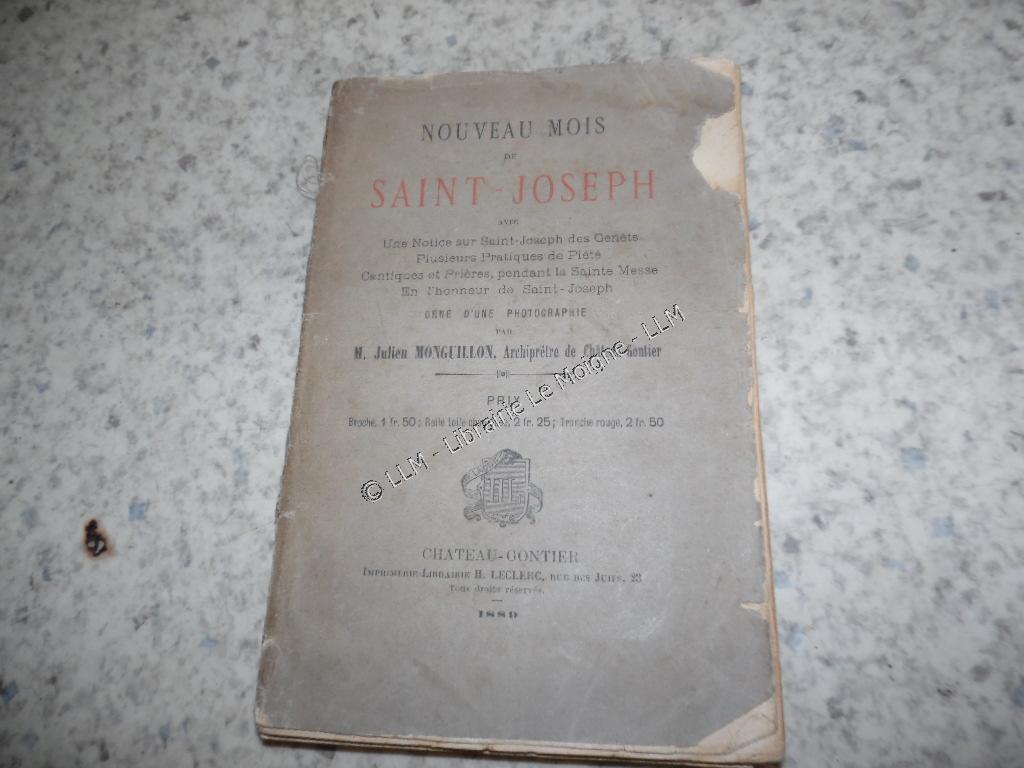 NOUVEAU MOIS
DE
SAINT-JOSEPH
AVEC
Une Notice sur Saint-Joseph des Genêts
Plusieurs Pratiques de Piété
Cantiques et Prières, pendant la Sainte Messe
En l'honneur de Saint-Joseph
ORNÉ D'UNE PHOTOGRAPHIE
PAR
M. Julien MONGUILLON, Archiprêtre de Château-Gontier
PRIX
Broché, 1 fr. 50; Relié toile 2 fr. 25; Tranche rouge, 2 fr. 50
© LLM - Librairie Le Moigne - LLM
CHATEAU-GONTIER
IMPRIMERIE-LIBRAIRIE H. LECLERC, RUE DES JUIFS, 23
Tous droits réservés.
1889